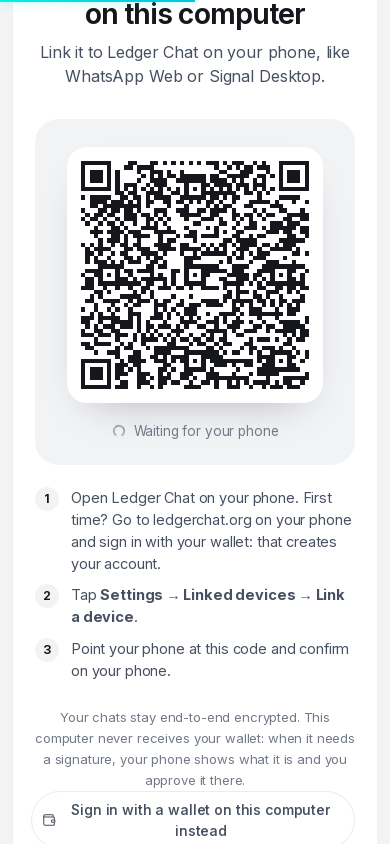 on this computer
Link it to Ledger Chat on your phone, like
WhatsApp Web or Signal Desktop.
Waiting for your phone
1 Open Ledger Chat on your phone. First
time? Go to ledgerchat.org on your phone
and sign in with your wallet: that creates
your account.
2 Tap Settings → Linked devices → Link
a device.
3 Point your phone at this code and confirm
on your phone.
Your chats stay end-to-end encrypted. This
computer never receives your wallet: when it needs
a signature, your phone shows what it is and you
approve it there.
Sign in with a wallet on this computer
instead